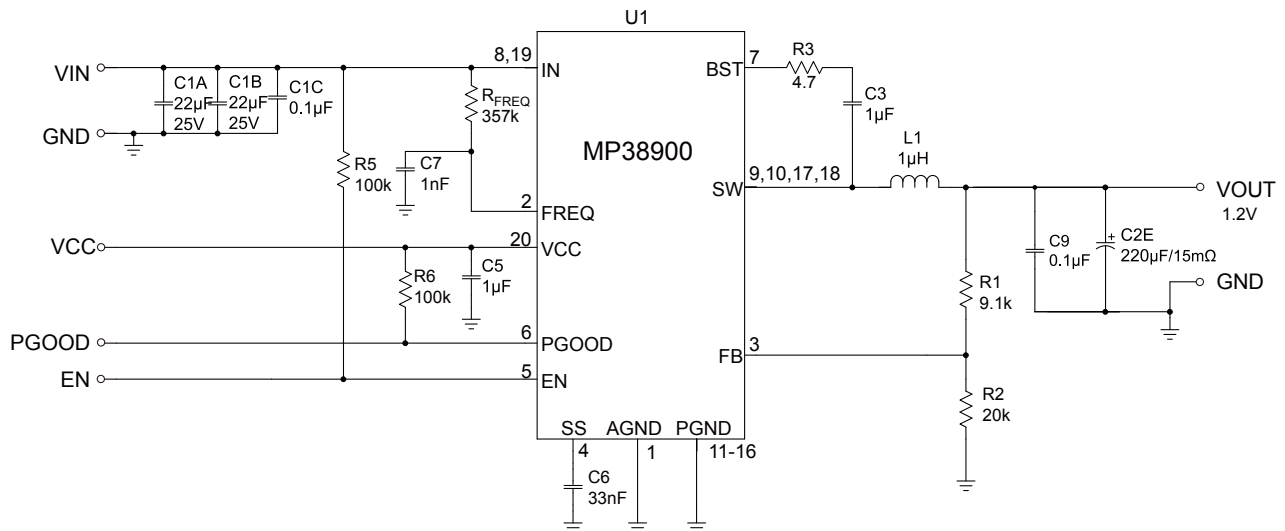 U1
VIN
GND
C1A
22µF
25V
C1B
22µF
25V
C1C
0.1µF
8,19
IN
RFREQ
357k
R5
100k
C7
1nF
2
FREQ
VCC
20
VCC
R6
100k
C5
1µF
PGOOD
6
PGOOD
EN
5
EN
MP38900
BST
7
R3
4.7
C3
1µF
SW
9,10,17,18
L1
1µH
VOUT
1.2V
C9
0.1µF
+
C2E
220µF/15mΩ
GND
R1
9.1k
FB
3
R2
20k
SS
4
AGND
1
PGND
11-16
C6
33nF